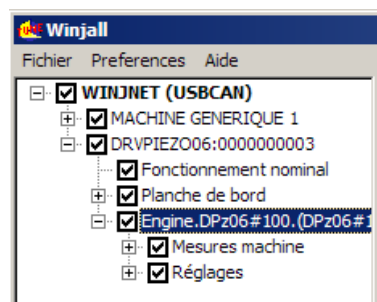 Winjall
Fichier Preferences Aide
WINJNET (USBCAN)
MACHINE GENERIQUE 1
DRVPIEZO06:0000000003
Fonctionnement nominal
Planche de bord
Engine.DPz06#100.(DPz06#1
Mesures machine
Réglages